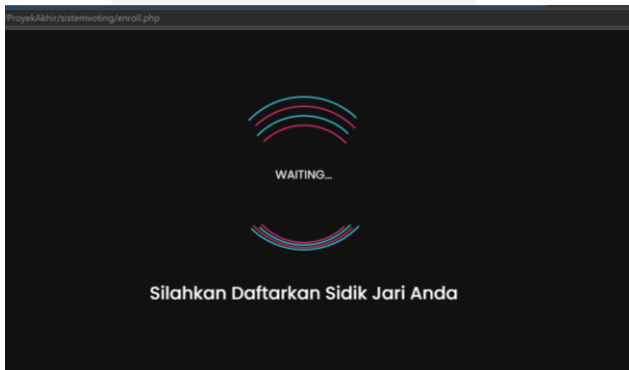 /ProyekAkhir/sistemvoting/enroll.php
WAITING...
Silahkan Daftarkan Sidik Jari Anda